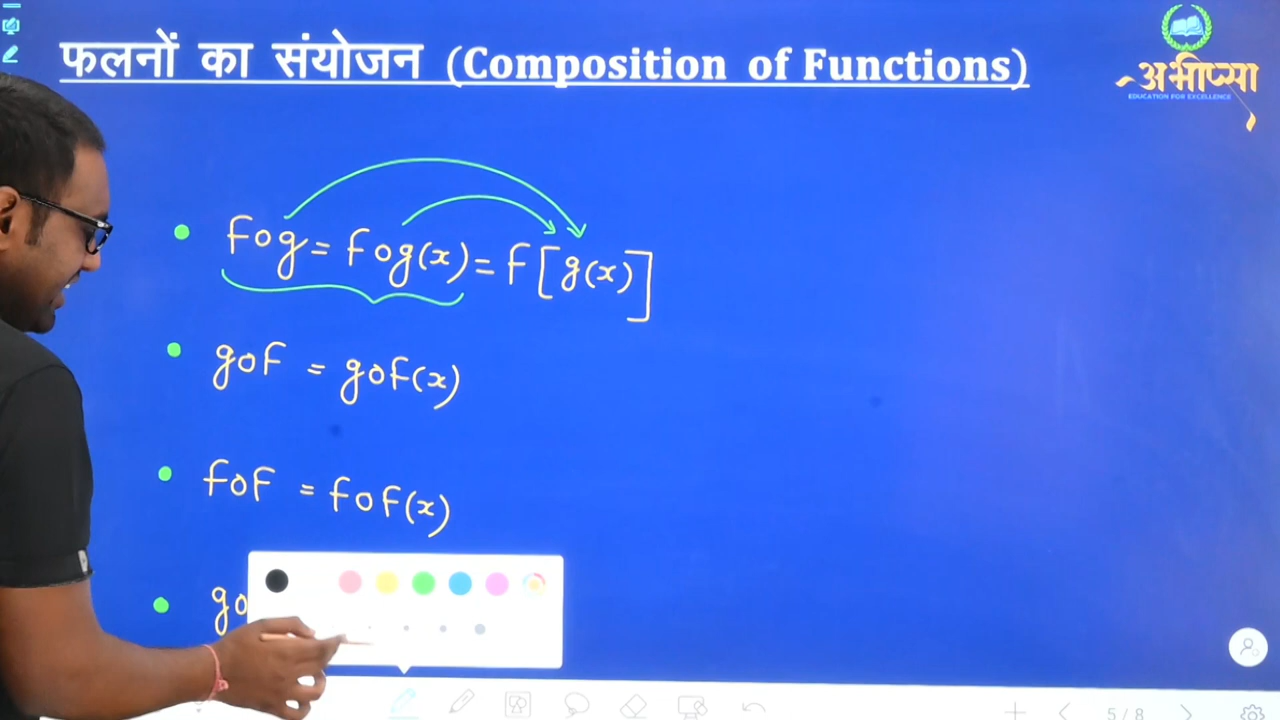 फलनों का संयोजन (Composition of Functions)
अभीप्सा
EDUCATION FOR EXCELLENCE
fog = fog(x) = f[g(x)]
gof = gof(x)
fof = fof(x)
go
5/8